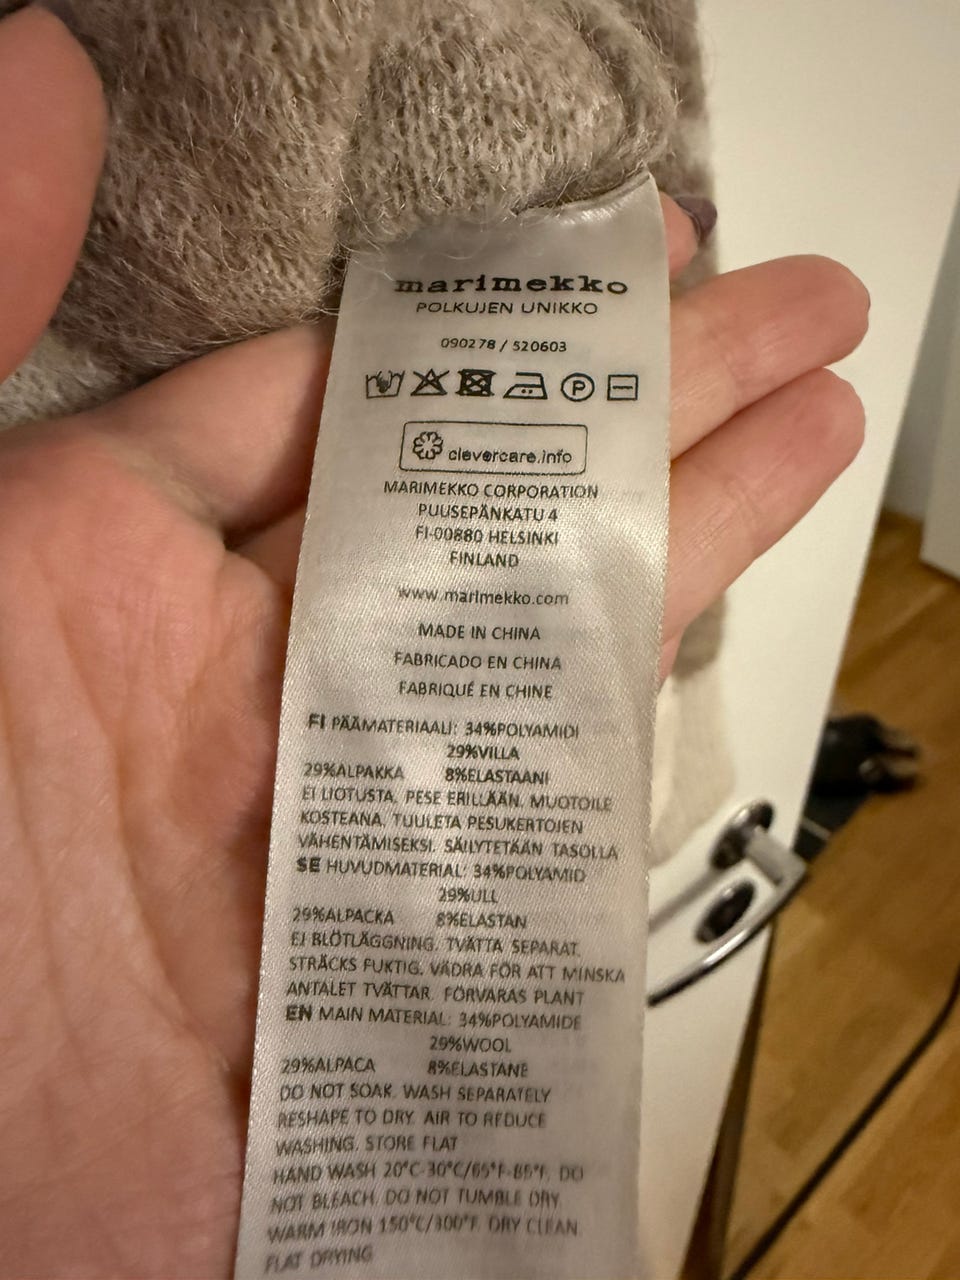 marimekko
POLKUJEN UNIKKO
090278 / 520603
P
clevercare.info
MARIMEKKO CORPORATION
PUUSEPÄNKATU 4
FI-00880 HELSINKI
FINLAND
www.marimekko.com
MADE IN CHINA
FABRICADO EN CHINA
FABRIQUÉ EN CHINE
FI PÄÄMATERIAALI: 34%POLYAMIDI
29%VILLA
29%ALPAKKA 8%ELASTAANI
EI LIOTUSTA. PESE ERILLÄÄN. MUOTOILE
KOSTEANA. TUULETA PESUKERTOJEN
VÄHENTÄMISEKSI. SÄILYTETÄÄN TASOLLA
SE HUVUDMATERIAL: 34%POLYAMID
29%ULL
29%ALPACKA 8%ELASTAN
EJ BLÖTLÄGGNING. TVÄTTA SEPARAT.
STRÄCKS FUKTIG. VÄDRA FÖR ATT MINSKA
ANTALET TVÄTTAR. FÖRVARAS PLANT
EN MAIN MATERIAL: 34%POLYAMIDE
29%WOOL
29%ALPACA 8%ELASTANE
DO NOT SOAK. WASH SEPARATELY
RESHAPE TO DRY. AIR TO REDUCE
WASHING. STORE FLAT
HAND WASH 20°C-30°C/65°F-85°F. DO
NOT BLEACH. DO NOT TUMBLE DRY.
WARM IRON 150°C/300°F. DRY CLEAN
FLAT DRYING